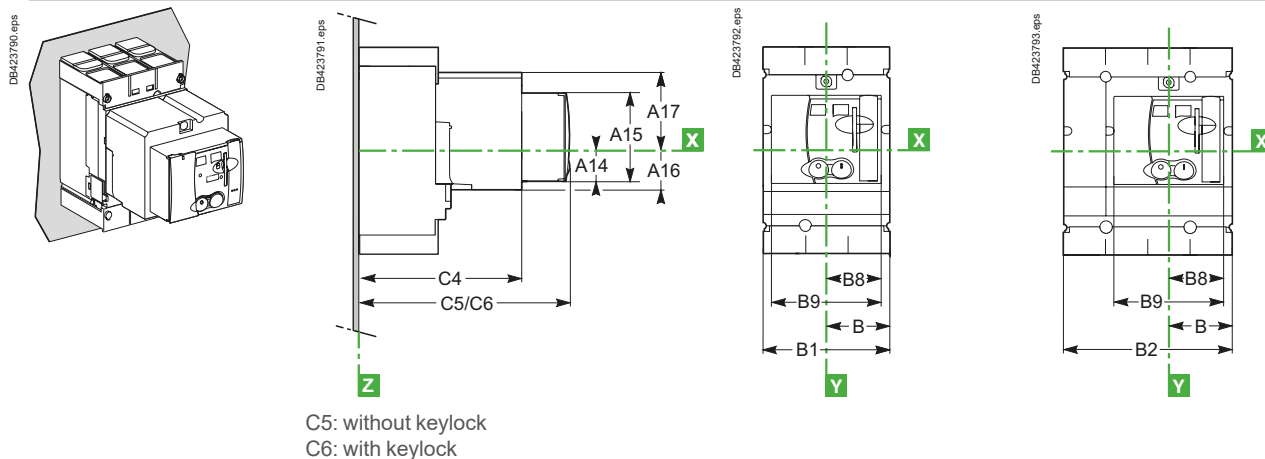 DB423790.eps
DB423791.eps
A17
A15
X
A14
A16
C4
C5/C6
Z
C5: without keylock
C6: with keylock
DB423792.eps
X
B8
B9
B
B1
Y
DB423793.eps
X
B8
B9
B
B2
Y